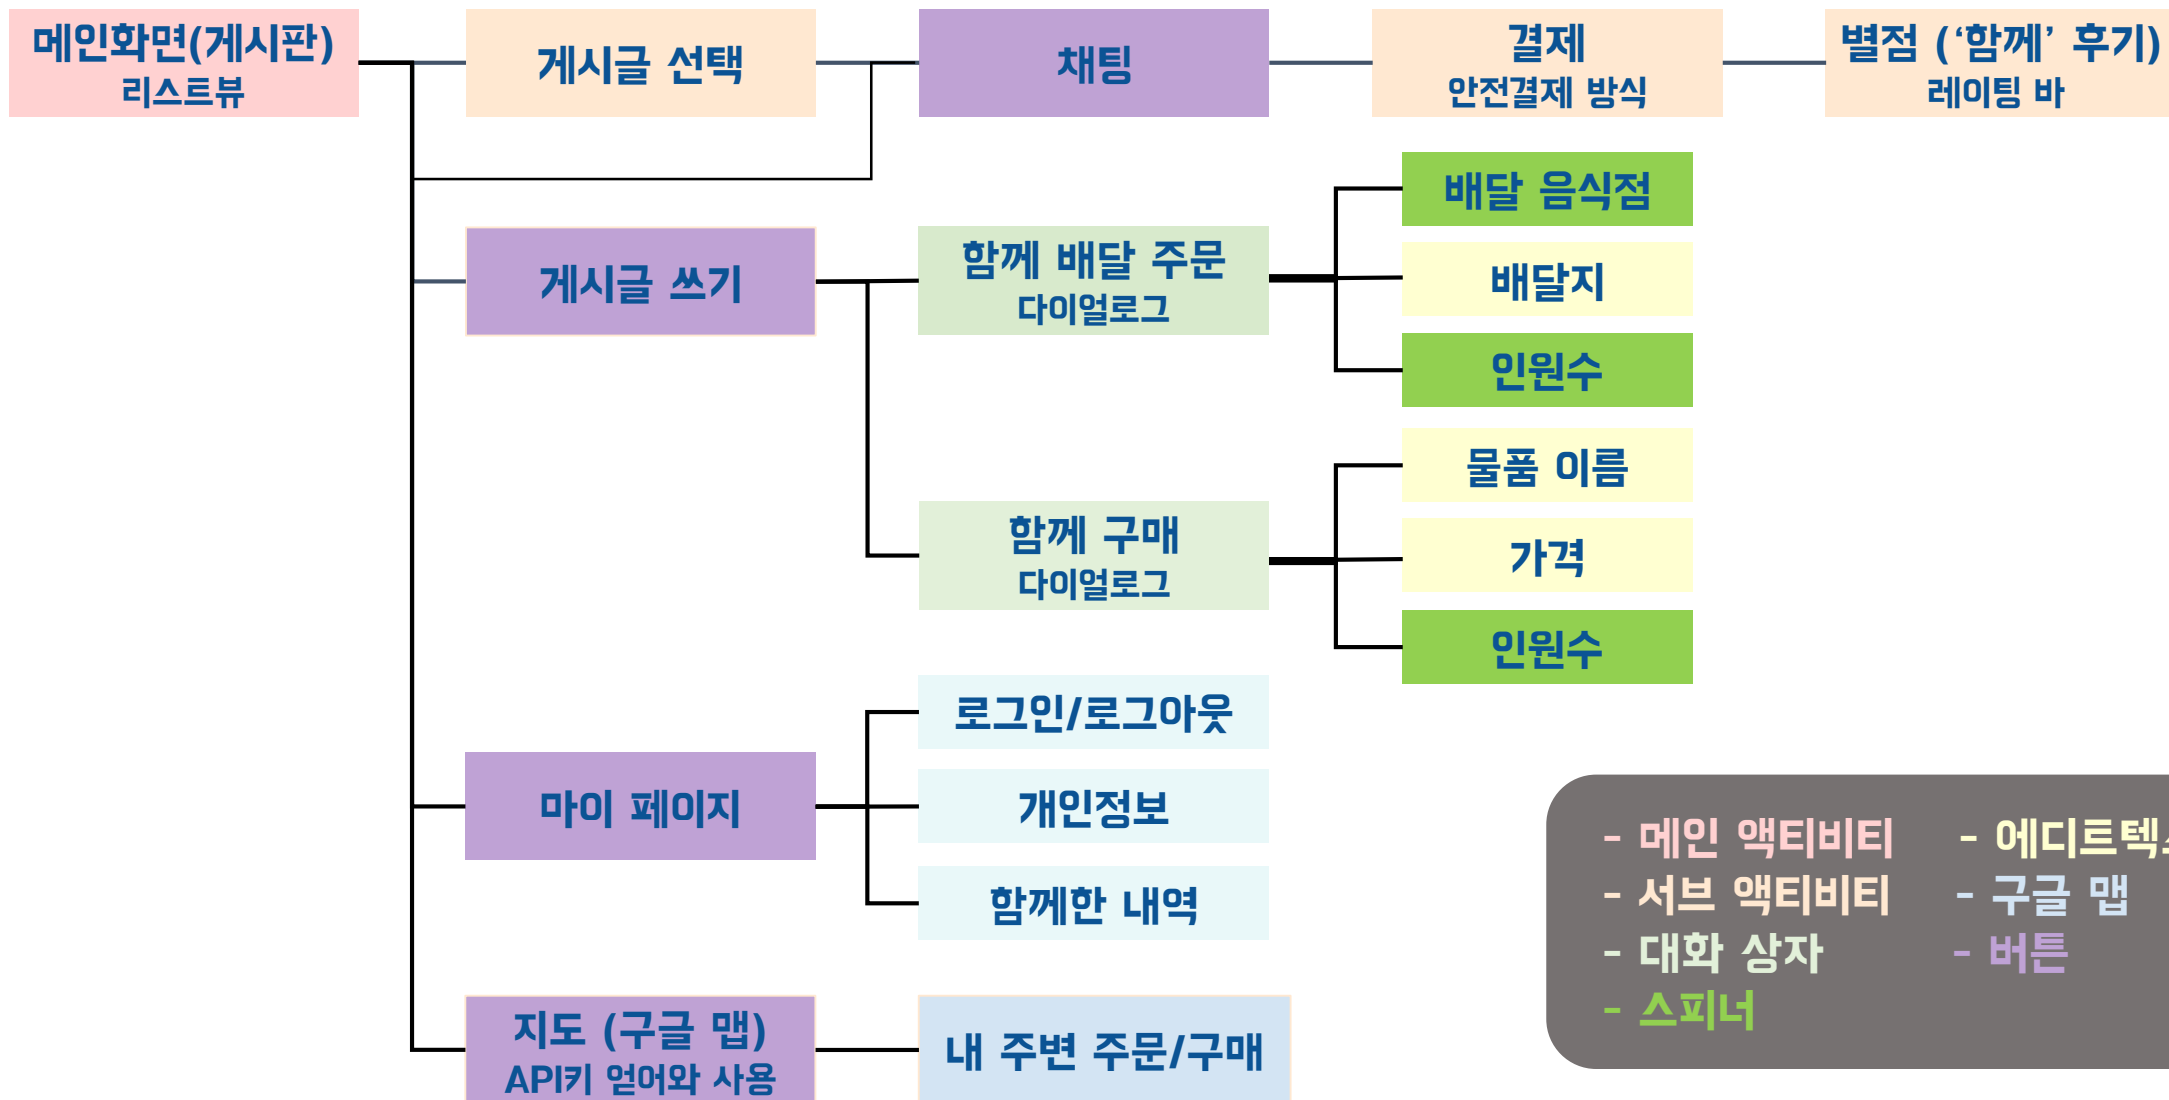 메인화면(게시판)
리스트뷰
게시글 선택
채팅
결제
안전결제 방식
별점 (‘함께’ 후기)
레이팅 바
게시글 쓰기
함께 배달 주문
다이얼로그
배달 음식점
배달지
인원수
함께 구매
다이얼로그
물품 이름
가격
인원수
마이 페이지
로그인/로그아웃
개인정보
함께한 내역
지도 (구글 맵)
API키 얻어와 사용
내 주변 주문/구매
- 메인 액티비티
- 서브 액티비티
- 대화 상자
- 스피너
- 에디트텍
- 구글 맵
- 버튼